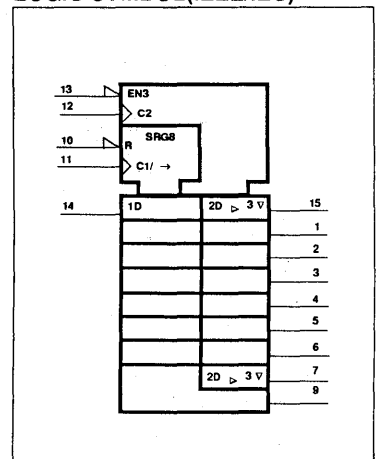 LOGIC SYMBOL(IEEE/IEC)
13 EN3
12 C2
SRG8
10 R
11 C1/ →
14 1D 2D ▷ 3 ▽ 15
1
2
3
4
5
6
2D ▷ 3 ▽ 7
9